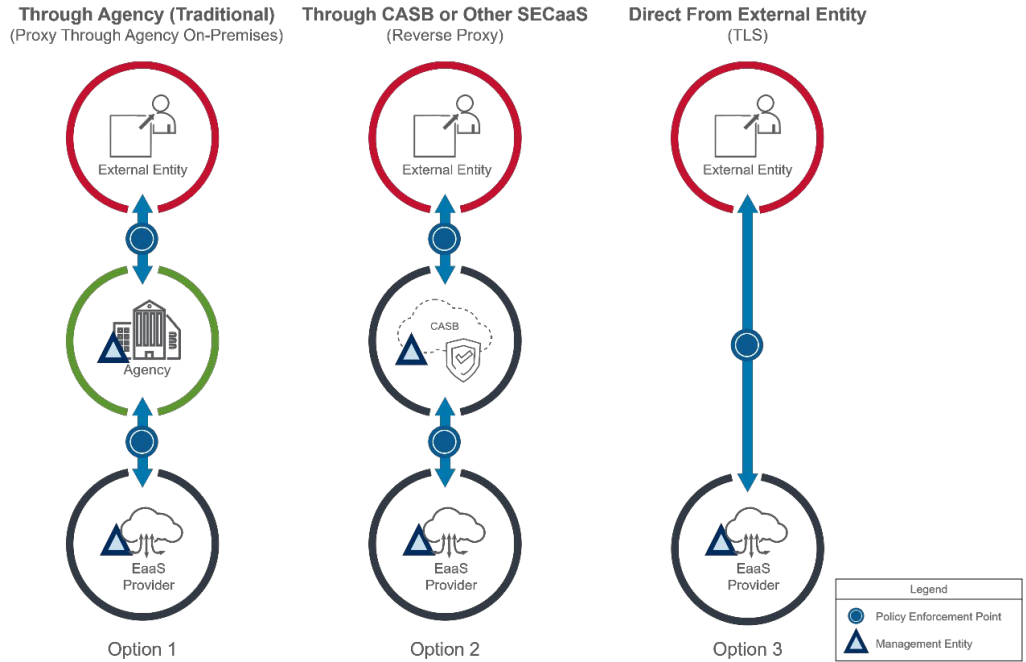 Through Agency (Traditional)
(Proxy Through Agency On-Premises)
Through CASB or Other SECaaS
(Reverse Proxy)
Direct From External Entity
(TLS)
External Entity
External Entity
External Entity
Agency
CASB
EaaS
Provider
EaaS
Provider
EaaS
Provider
Option 1
Option 2
Option 3
Legend
Policy Enforcement Point
Management Entity